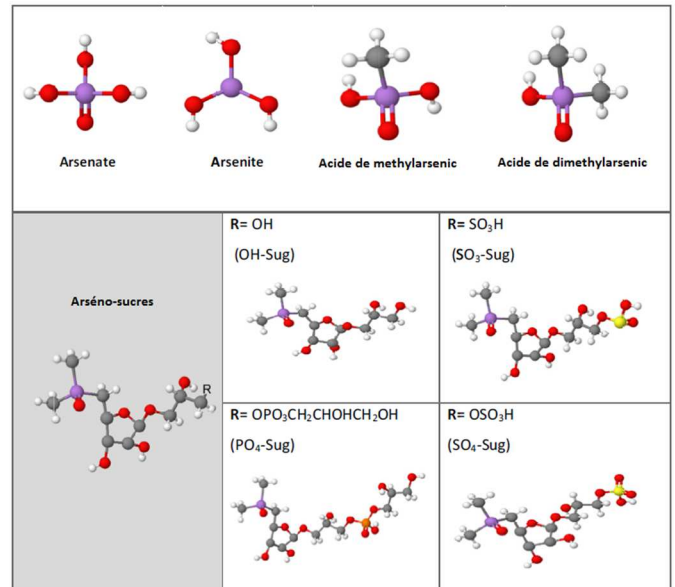 Arsenate
Arsenite
Acide de methylarsenic
Acide de dimethylarsenic
Arséno-sucres
R
R= OH
(OH-Sug)
R= SO₃H
(SO₃-Sug)
R= OPO₃CH₂CHOHCH₂OH
(PO₄-Sug)
R= OSO₃H
(SO₄-Sug)